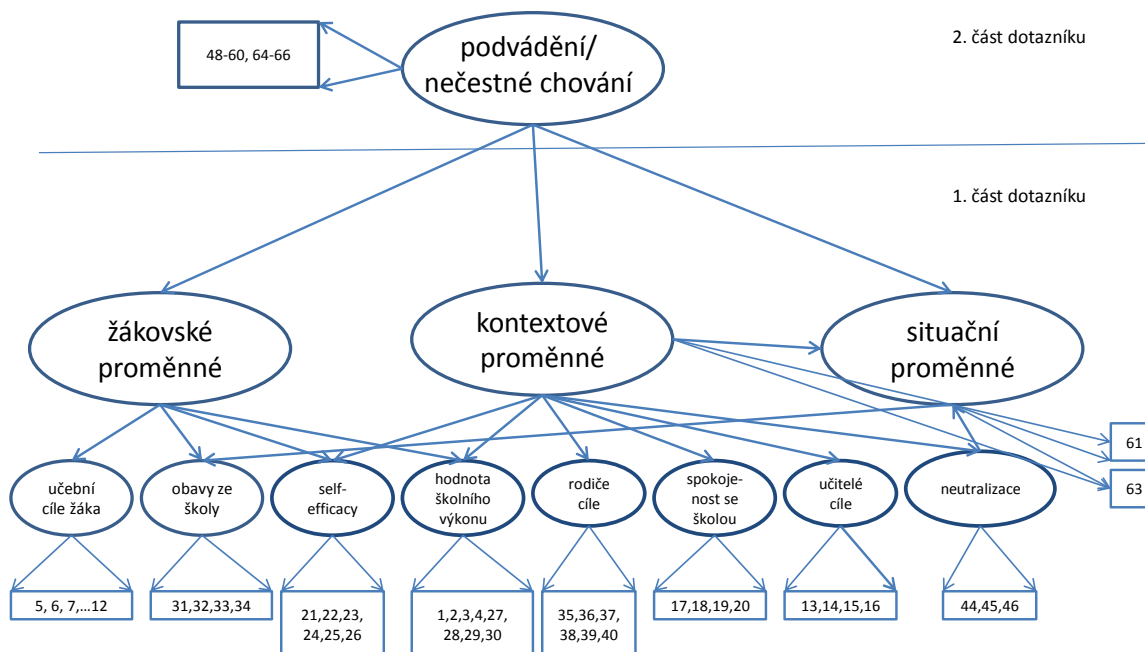 podvádění/
nečestné chování
48-60, 64-66
2. část dotazníku
1. část dotazníku
žákovské
proměnné
kontextové
proměnné
situační
proměnné
učební
cíle žáka
obavy ze
školy
self-
efficacy
hodnota
školního
výkonu
rodiče
cíle
spokoje-
nost se
školou
učitelé
cíle
neutralizace
61
63
5, 6, 7,...12
31,32,33,34
21,22,23,
24,25,26
1,2,3,4,27,
28,29,30
35,36,37,
38,39,40
17,18,19,20
13,14,15,16
44,45,46